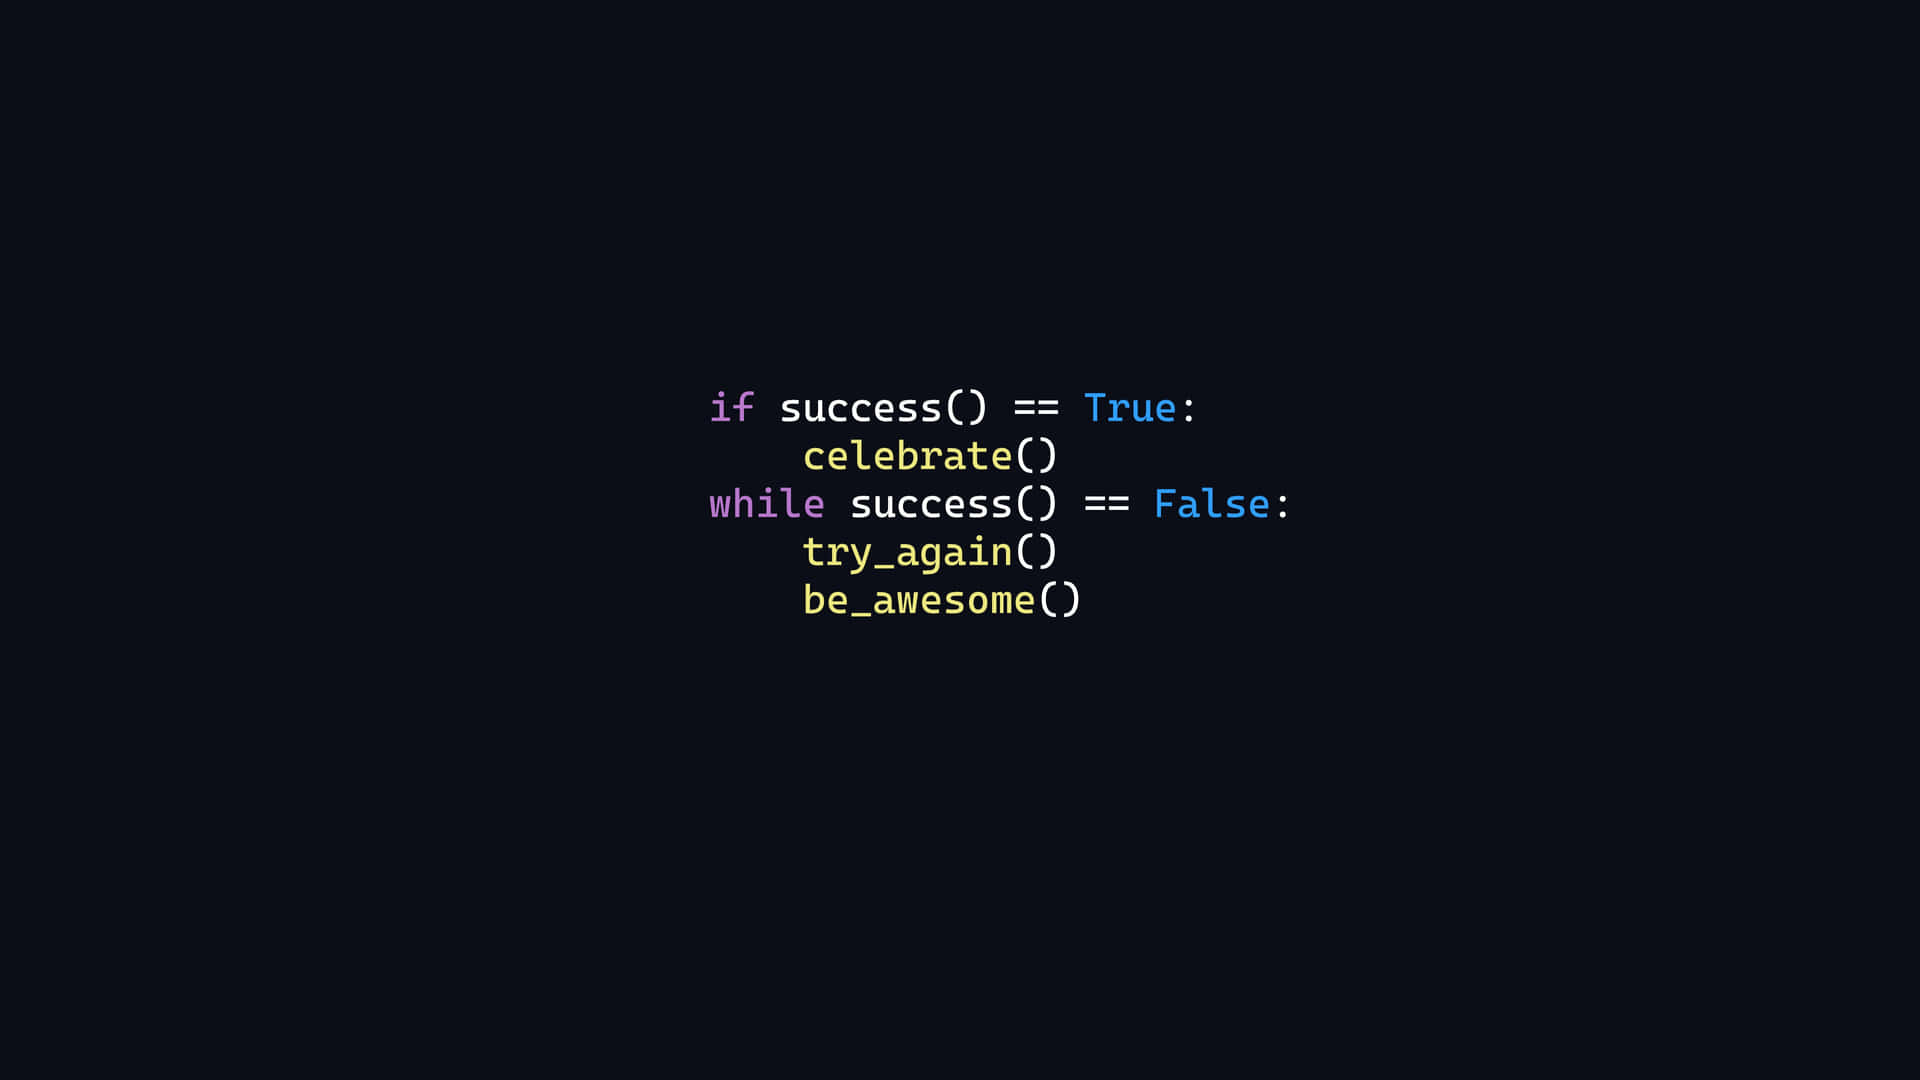 if success() == True:
    celebrate()
while success() == False:
    try_again()
    be_awesome()